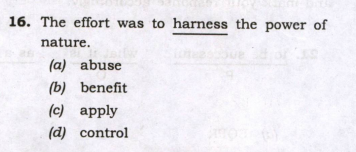 16. The effort was to harness the power of
nature.
(a) abuse
(b) benefit
(c) apply
(d) control